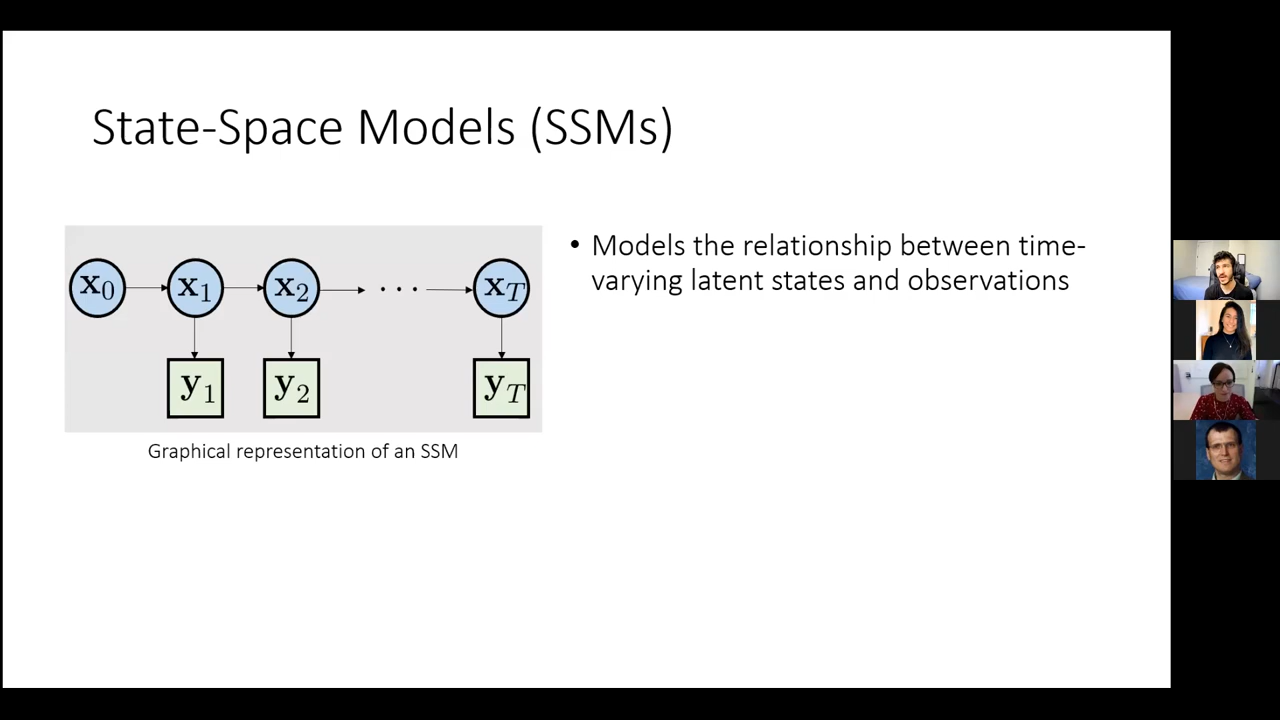 State-Space Models (SSMs)
x₀ x₁ x₂ · · · x_T
y₁ y₂ y_T
Graphical representation of an SSM
• Models the relationship between time-
varying latent states and observations